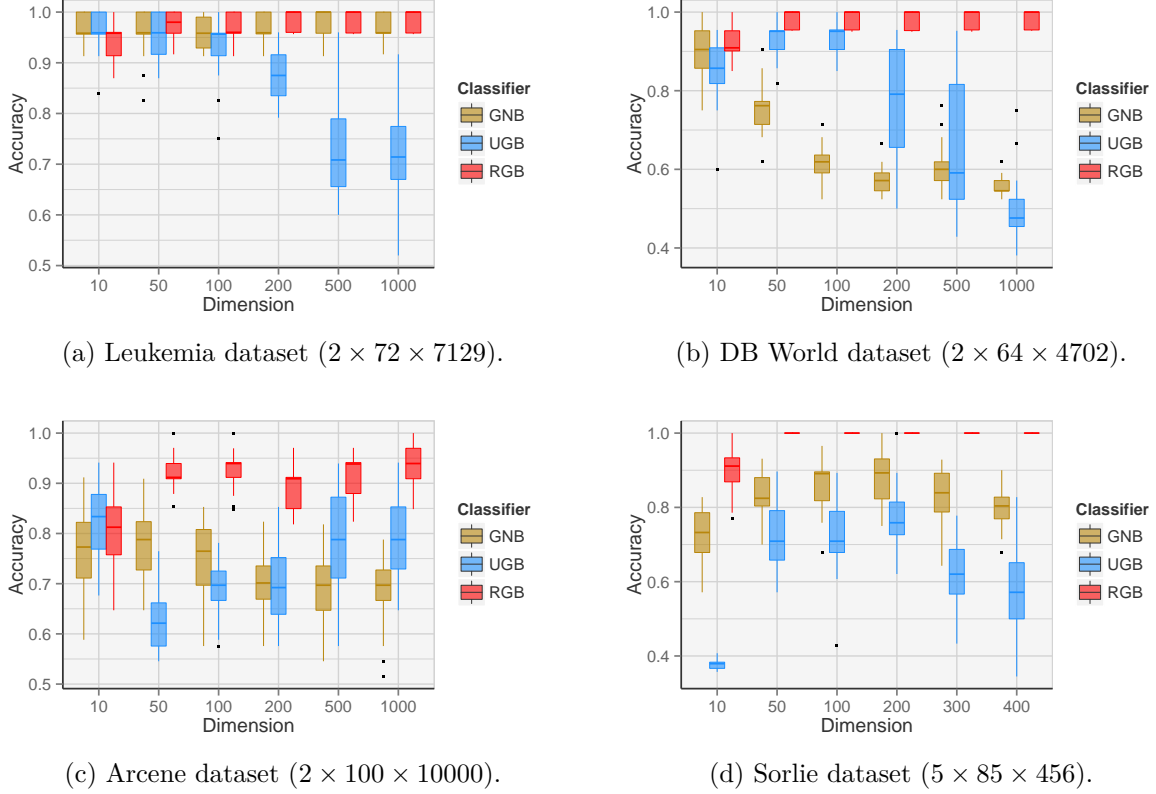 1.0
0.9
0.8
0.7
0.6
0.5
Accuracy
10 50 100 200 500 1000
Dimension
Classifier
GNB
UGB
RGB
(a) Leukemia dataset (2 × 72 × 7129).
1.0
0.8
0.6
0.4
Accuracy
10 50 100 200 500 1000
Dimension
Classifier
GNB
UGB
RGB
(b) DB World dataset (2 × 64 × 4702).
1.0
0.9
0.8
0.7
0.6
0.5
Accuracy
10 50 100 200 500 1000
Dimension
Classifier
GNB
UGB
RGB
(c) Arcene dataset (2 × 100 × 10000).
1.0
0.8
0.6
0.4
Accuracy
10 50 100 200 300 400
Dimension
Classifier
GNB
UGB
RGB
(d) Sorlie dataset (5 × 85 × 456).